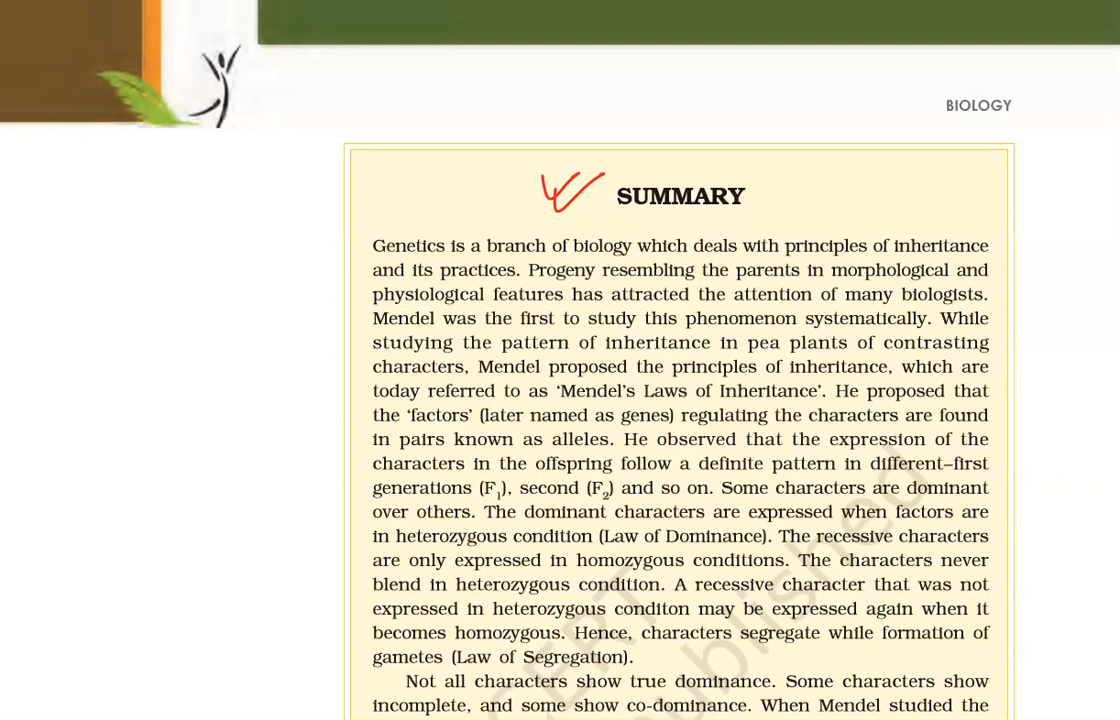 BIOLOGY
SUMMARY
Genetics is a branch of biology which deals with principles of inheritance
and its practices. Progeny resembling the parents in morphological and
physiological features has attracted the attention of many biologists.
Mendel was the first to study this phenomenon systematically. While
studying the pattern of inheritance in pea plants of contrasting
characters, Mendel proposed the principles of inheritance, which are
today referred to as ‘Mendel’s Laws of Inheritance’. He proposed that
the ‘factors’ (later named as genes) regulating the characters are found
in pairs known as alleles. He observed that the expression of the
characters in the offspring follow a definite pattern in different–first
generations (F₁), second (F₂) and so on. Some characters are dominant
over others. The dominant characters are expressed when factors are
in heterozygous condition (Law of Dominance). The recessive characters
are only expressed in homozygous conditions. The characters never
blend in heterozygous condition. A recessive character that was not
expressed in heterozygous conditon may be expressed again when it
becomes homozygous. Hence, characters segregate while formation of
gametes (Law of Segregation).
Not all characters show true dominance. Some characters show
incomplete, and some show co-dominance. When Mendel studied the